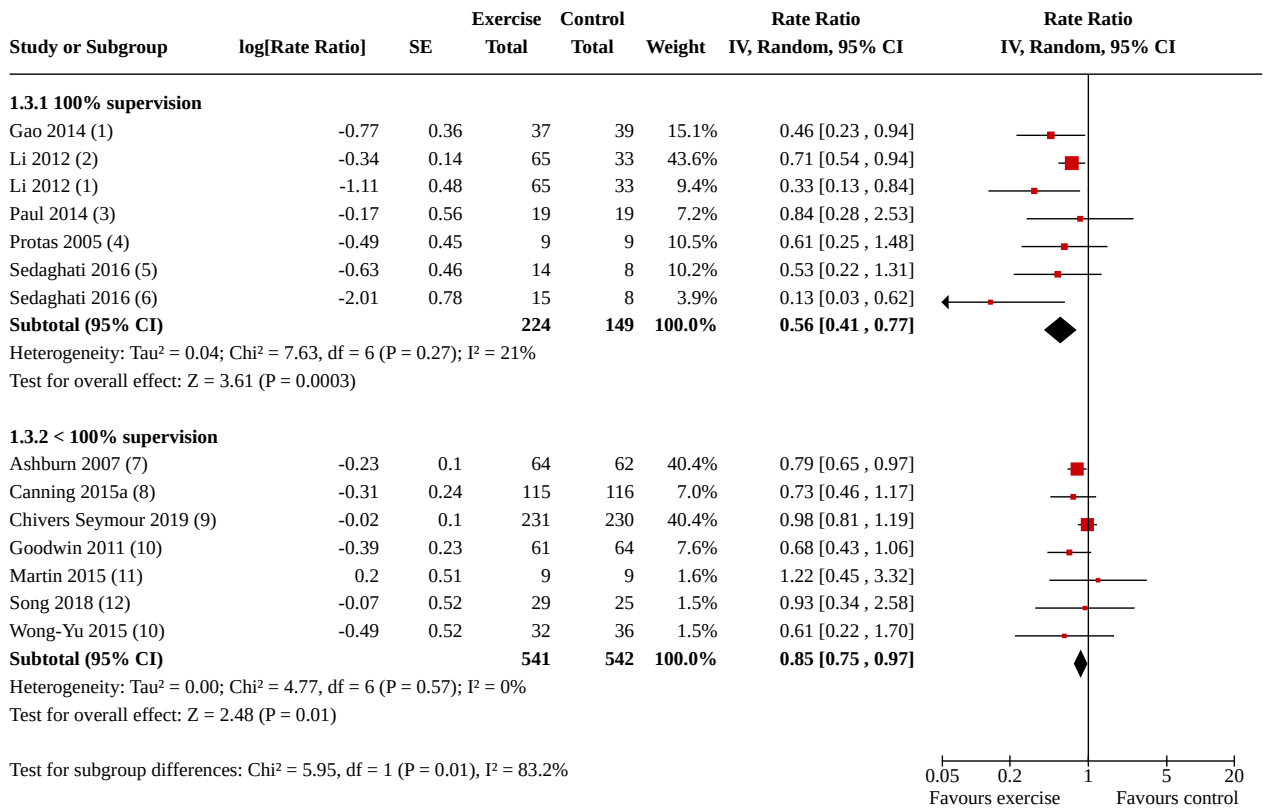 Exercise Control Rate Ratio Rate Ratio
Study or Subgroup log[Rate Ratio] SE Total Total Weight IV, Random, 95% CI IV, Random, 95% CI
1.3.1 100% supervision
Gao 2014 (1) -0.77 0.36 37 39 15.1% 0.46 [0.23 , 0.94]
Li 2012 (2) -0.34 0.14 65 33 43.6% 0.71 [0.54 , 0.94]
Li 2012 (1) -1.11 0.48 65 33 9.4% 0.33 [0.13 , 0.84]
Paul 2014 (3) -0.17 0.56 19 19 7.2% 0.84 [0.28 , 2.53]
Protas 2005 (4) -0.49 0.45 9 9 10.5% 0.61 [0.25 , 1.48]
Sedaghati 2016 (5) -0.63 0.46 14 8 10.2% 0.53 [0.22 , 1.31]
Sedaghati 2016 (6) -2.01 0.78 15 8 3.9% 0.13 [0.03 , 0.62]
Subtotal (95% CI) 224 149 100.0% 0.56 [0.41 , 0.77]
Heterogeneity: Tau² = 0.04; Chi² = 7.63, df = 6 (P = 0.27); I² = 21%
Test for overall effect: Z = 3.61 (P = 0.0003)
1.3.2 < 100% supervision
Ashburn 2007 (7) -0.23 0.1 64 62 40.4% 0.79 [0.65 , 0.97]
Canning 2015a (8) -0.31 0.24 115 116 7.0% 0.73 [0.46 , 1.17]
Chivers Seymour 2019 (9) -0.02 0.1 231 230 40.4% 0.98 [0.81 , 1.19]
Goodwin 2011 (10) -0.39 0.23 61 64 7.6% 0.68 [0.43 , 1.06]
Martin 2015 (11) 0.2 0.51 9 9 1.6% 1.22 [0.45 , 3.32]
Song 2018 (12) -0.07 0.52 29 25 1.5% 0.93 [0.34 , 2.58]
Wong-Yu 2015 (10) -0.49 0.52 32 36 1.5% 0.61 [0.22 , 1.70]
Subtotal (95% CI) 541 542 100.0% 0.85 [0.75 , 0.97]
Heterogeneity: Tau² = 0.00; Chi² = 4.77, df = 6 (P = 0.57); I² = 0%
Test for overall effect: Z = 2.48 (P = 0.01)
Test for subgroup differences: Chi² = 5.95, df = 1 (P = 0.01), I² = 83.2%
0.05 0.2 1 5 20
Favours exercise Favours control